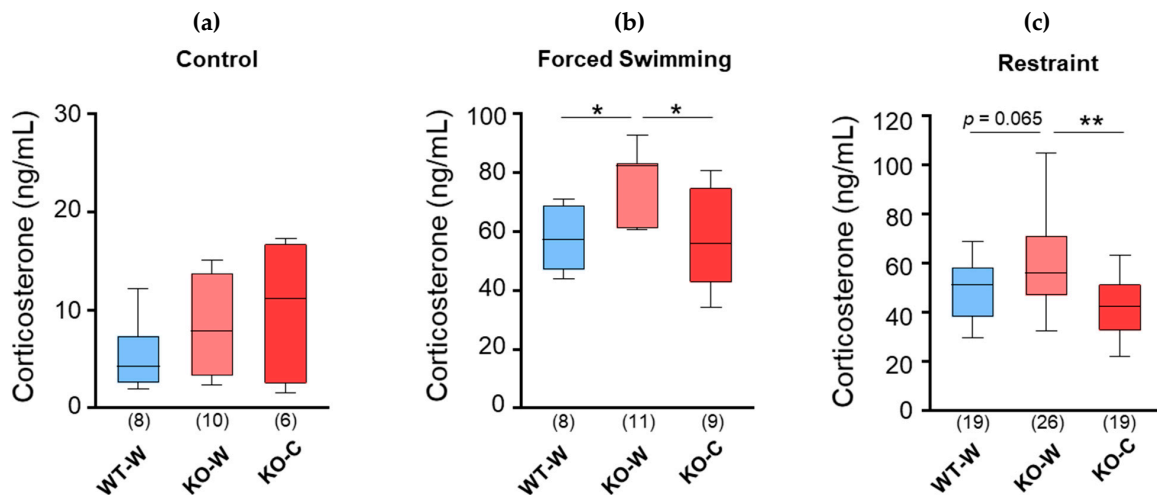 (a)
Control
Corticosterone (ng/mL)
30
20
10
0
(8)
(10)
(6)
WT-W
KO-W
KO-C
(b)
Forced Swimming
Corticosterone (ng/mL)
100
80
60
40
20
0
*
*
(8)
(11)
(9)
WT-W
KO-W
KO-C
(c)
Restraint
Corticosterone (ng/mL)
120
100
80
60
40
20
0
p = 0.065
**
(19)
(26)
(19)
WT-W
KO-W
KO-C